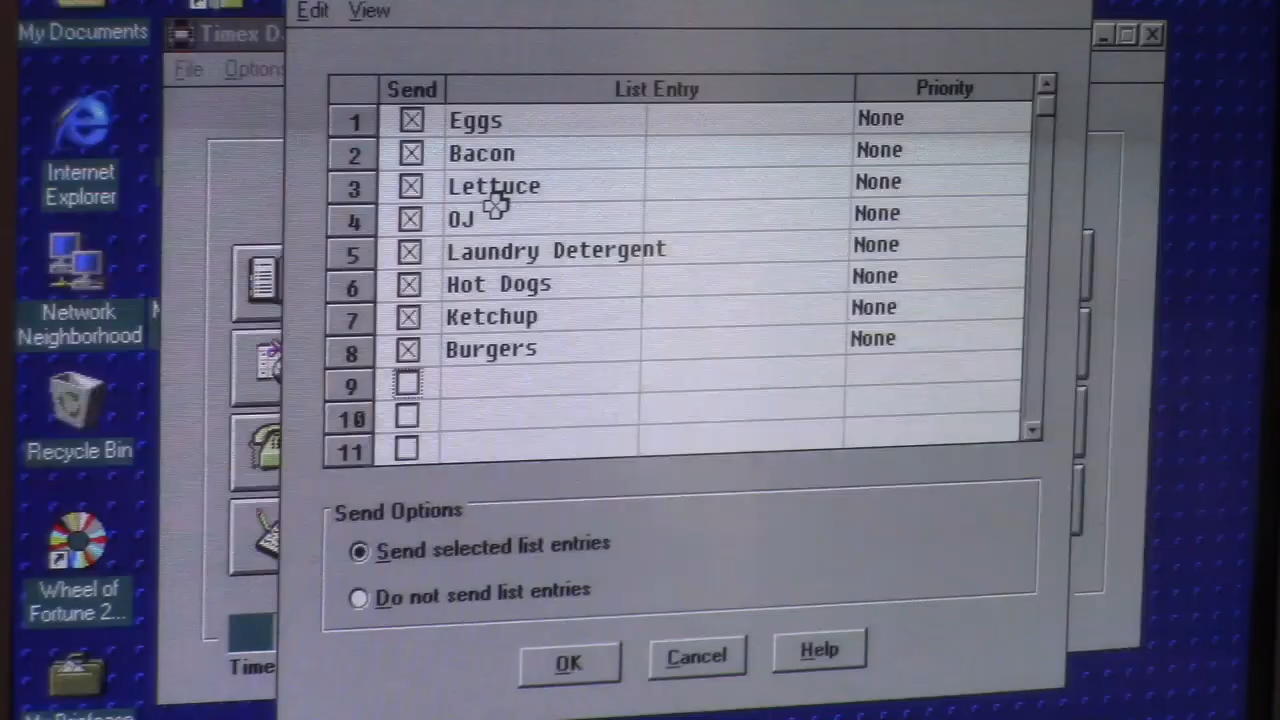 Edit View
My Documents
Timex D
File Options
Send List Entry Priority
1 Eggs None
2 Bacon None
3 Lettuce None
4 OJ None
5 Laundry Detergent None
6 Hot Dogs None
7 Ketchup None
8 Burgers None
9
10
11
Internet
Explorer
Network
Neighborhood
Recycle Bin
Wheel of
Fortune 2...
Send Options
Send selected list entries
Do not send list entries
OK Cancel Help
Time
My Briefcase